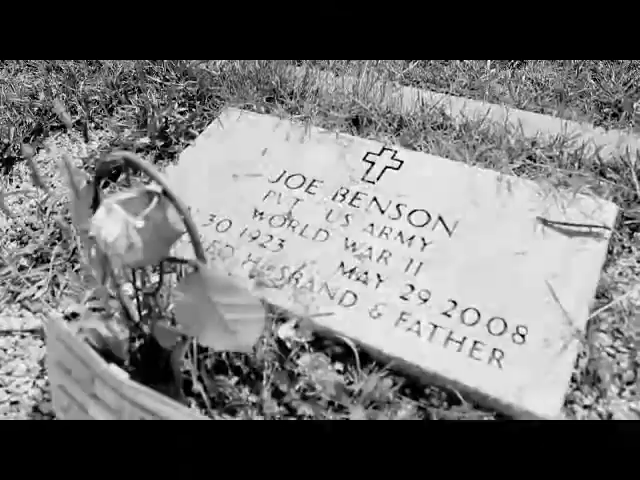 JOE BENSON
PVT US ARMY
WORLD WAR II
30 1923 MAY 29 2008
HUSBAND & FATHER